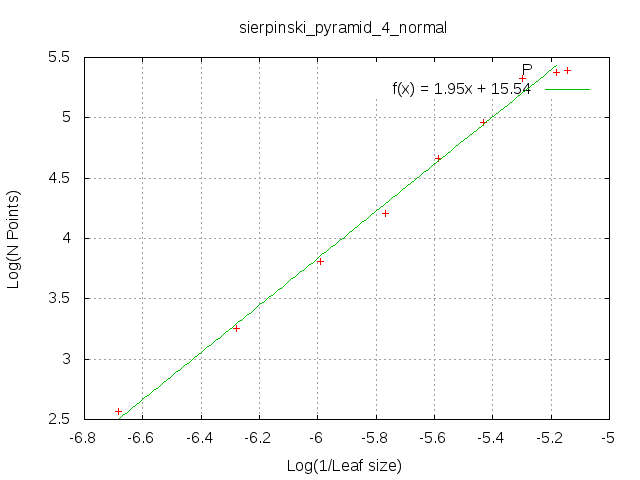 sierpinski_pyramid_4_normal
5.5
5
4.5
4
3.5
3
2.5
Log(N Points)
P
f(x) = 1.95x + 15.54
-6.8 -6.6 -6.4 -6.2 -6 -5.8 -5.6 -5.4 -5.2 -5
Log(1/Leaf size)